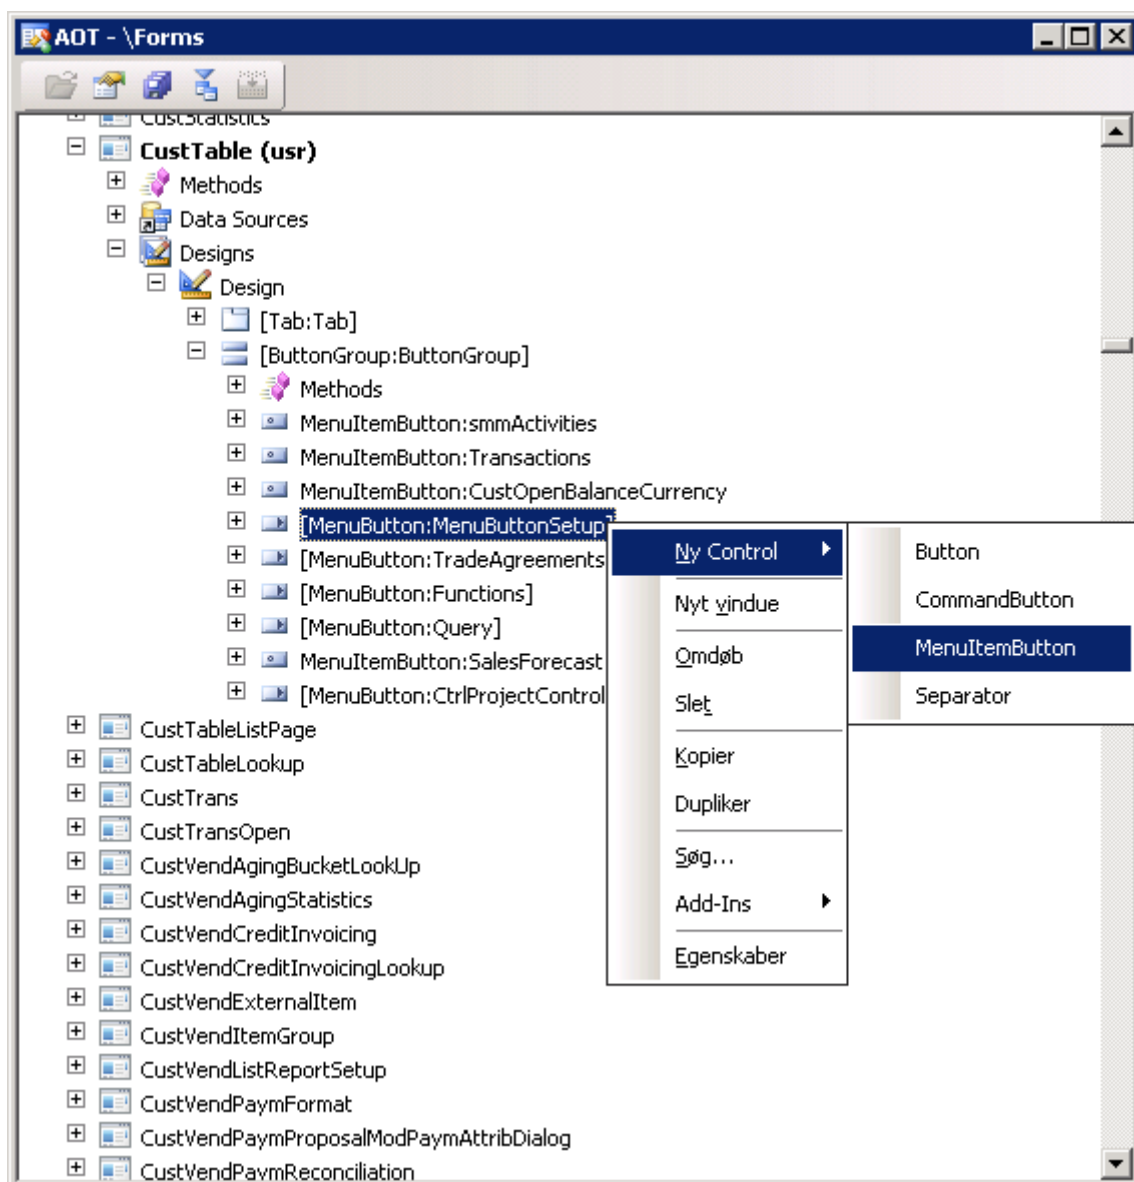 AOT - \Forms
CustStatistics
CustTable (usr)
Methods
Data Sources
Designs
Design
[Tab:Tab]
[ButtonGroup:ButtonGroup]
Methods
MenuItemButton:smmActivities
MenuItemButton:Transactions
MenuItemButton:CustOpenBalanceCurrency
[MenuButton:MenuButtonSetup]
[MenuButton:TradeAgreements
[MenuButton:Functions]
[MenuButton:Query]
MenuItemButton:SalesForecast
[MenuButton:CtrlProjectControl
CustTableListPage
CustTableLookup
CustTrans
CustTransOpen
CustVendAgingBucketLookUp
CustVendAgingStatistics
CustVendCreditInvoicing
CustVendCreditInvoicingLookup
CustVendExternalItem
CustVendItemGroup
CustVendListReportSetup
CustVendPaymFormat
CustVendPaymProposalModPaymAttribDialog
CustVendPaymReconciliation
Ny Control
Nyt vindue
Omdøb
Slet
Kopier
Dupliker
Søg...
Add-Ins
Egenskaber
Button
CommandButton
MenuItemButton
Separator